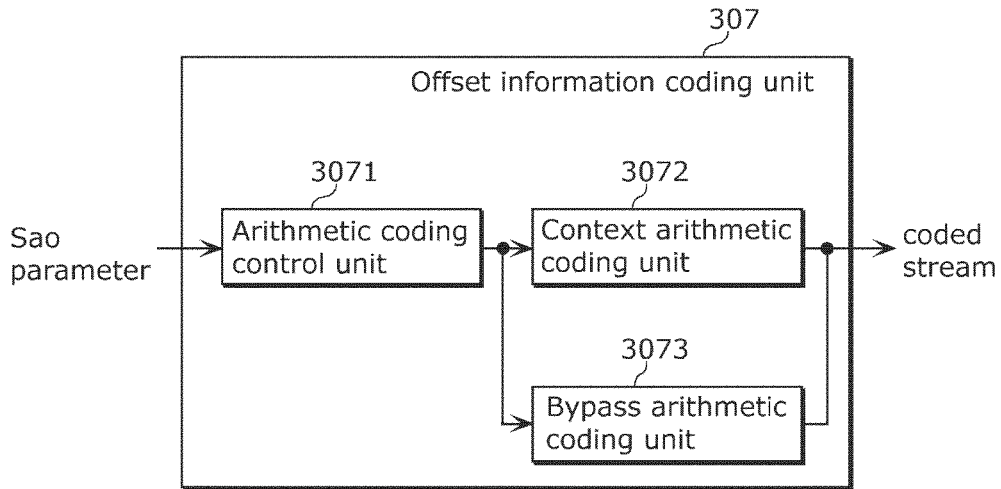 307
Offset information coding unit
3071
3072
Sao
parameter
Arithmetic coding
control unit
Context arithmetic
coding unit
coded
stream
3073
Bypass arithmetic
coding unit